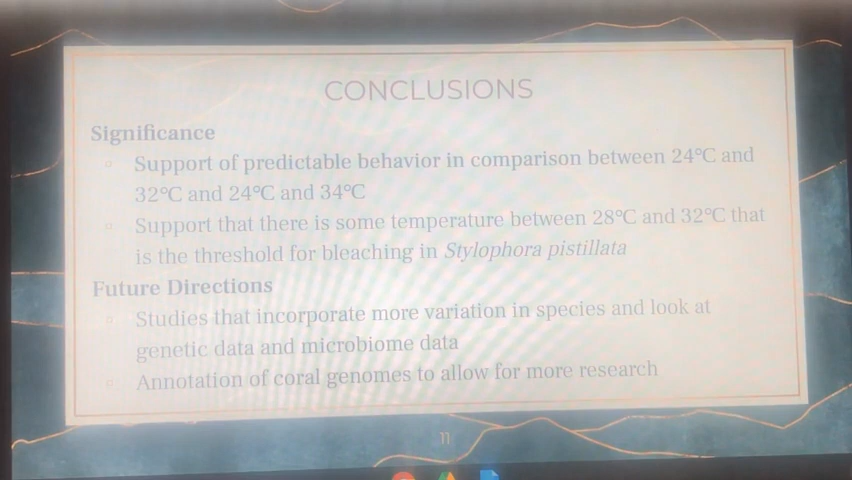 CONCLUSIONS
Significance
Support of predictable behavior in comparison between 24°C and
32°C and 24°C and 34°C
Support that there is some temperature between 28°C and 32°C that
is the threshold for bleaching in Stylophora pistillata
Future Directions
Studies that incorporate more variation in species and look at
genetic data and microbiome data
Annotation of coral genomes to allow for more research
11